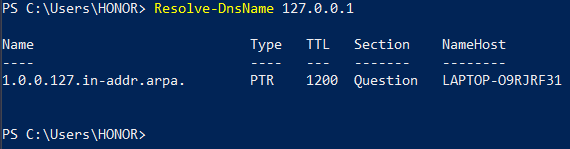 PS C:\Users\HONOR> Resolve-DnsName 127.0.0.1
Name Type TTL Section NameHost
---- ---- --- ------- --------
1.0.0.127.in-addr.arpa. PTR 1200 Question LAPTOP-O9RJRF31
PS C:\Users\HONOR>